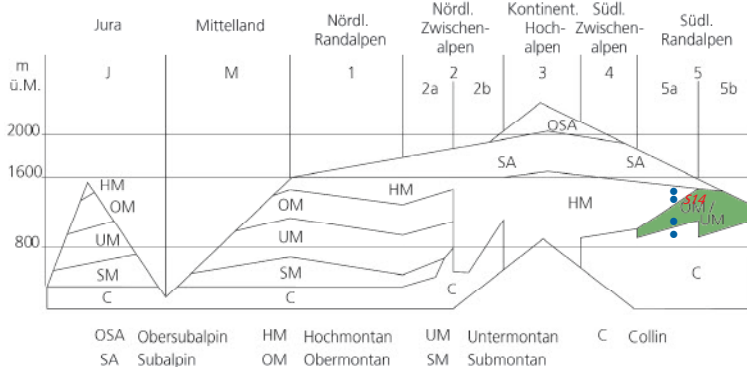 Jura Mittelland Nördl. Randalpen Nördl. Zwischen- alpen Kontinent. Hoch- alpen Südl. Zwischen- alpen Südl. Randalpen
m ü.M. J M 1 2 3 4 5
2a 2b 5a 5b
2000
OSA
1600
SA SA
HM HM HM
OM OM S14
OM / UM
UM UM
800
SM SM C
C C C
OSA Obersubalpin HM Hochmontan UM Untermontan C Collin
SA Subalpin OM Obermontan SM Submontan